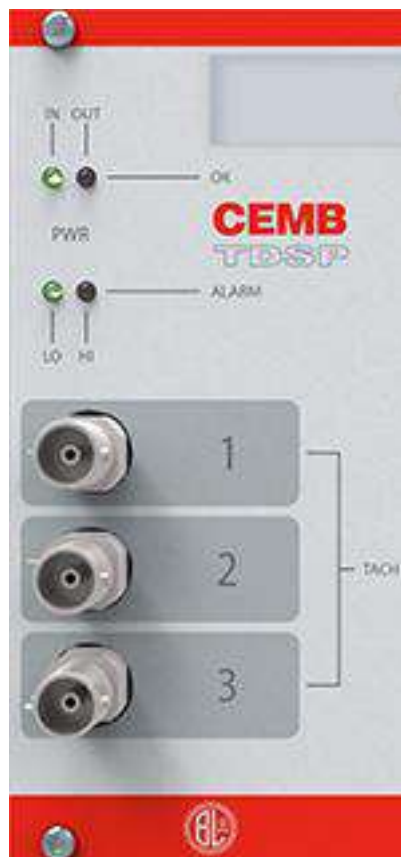 IN OUT
OK
CEMB
TDSP
PWR
ALARM
LO HI
1
2
TACH
3